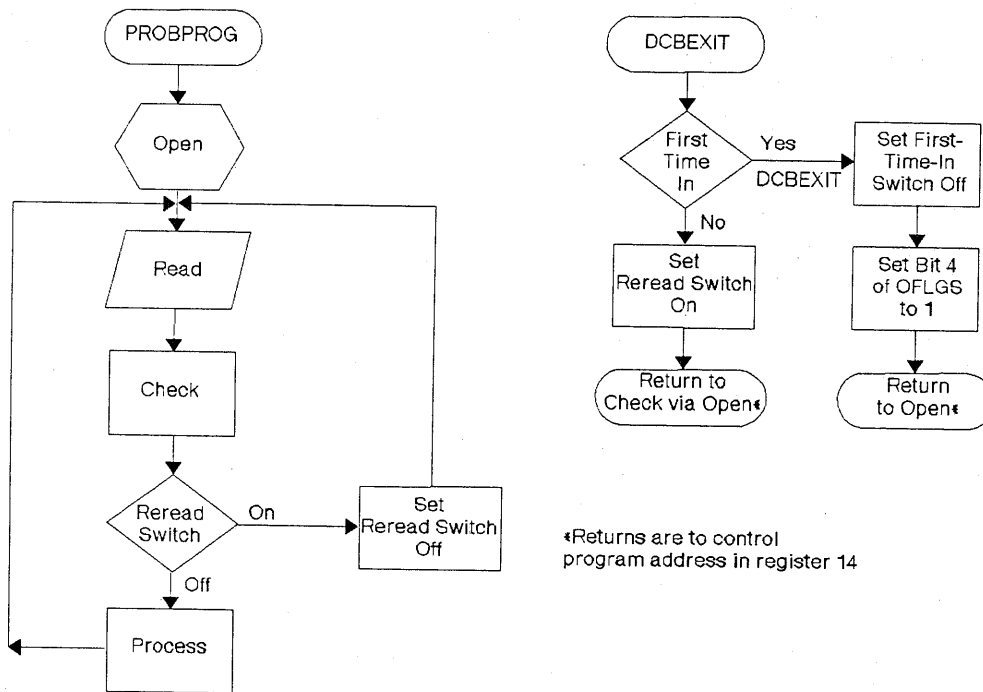 PROBPROG
Open
Read
Check
Reread
Switch
On
Set
Reread Switch
Off
Off
Process
DCBEXIT
First
Time
In
Yes
DCBEXIT
Set First-
Time-In
Switch Off
No
Set
Reread Switch
On
Set Bit 4
of OFLGS
to 1
Return to
Check via Open*
Return
to Open*
*Returns are to control
program address in register 14